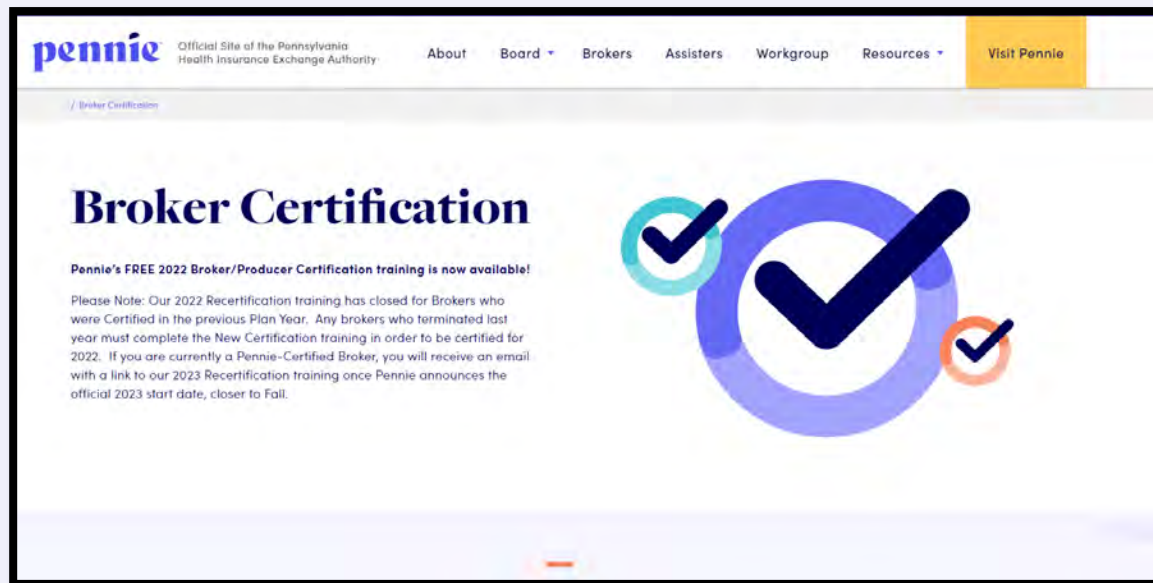 pennie
Official Site of the Pennsylvania
Health Insurance Exchange Authority
About Board Brokers Assisters Workgroup Resources Visit Pennie
/ Broker Certification
Broker Certification
Pennie's FREE 2022 Broker/Producer Certification training is now available!
Please Note: Our 2022 Recertification training has closed for Brokers who
were Certified in the previous Plan Year. Any brokers who terminated last
year must complete the New Certification training in order to be certified for
2022. If you are currently a Pennie-Certified Broker, you will receive an email
with a link to our 2023 Recertification training once Pennie announces the
official 2023 start date, closer to Fall.